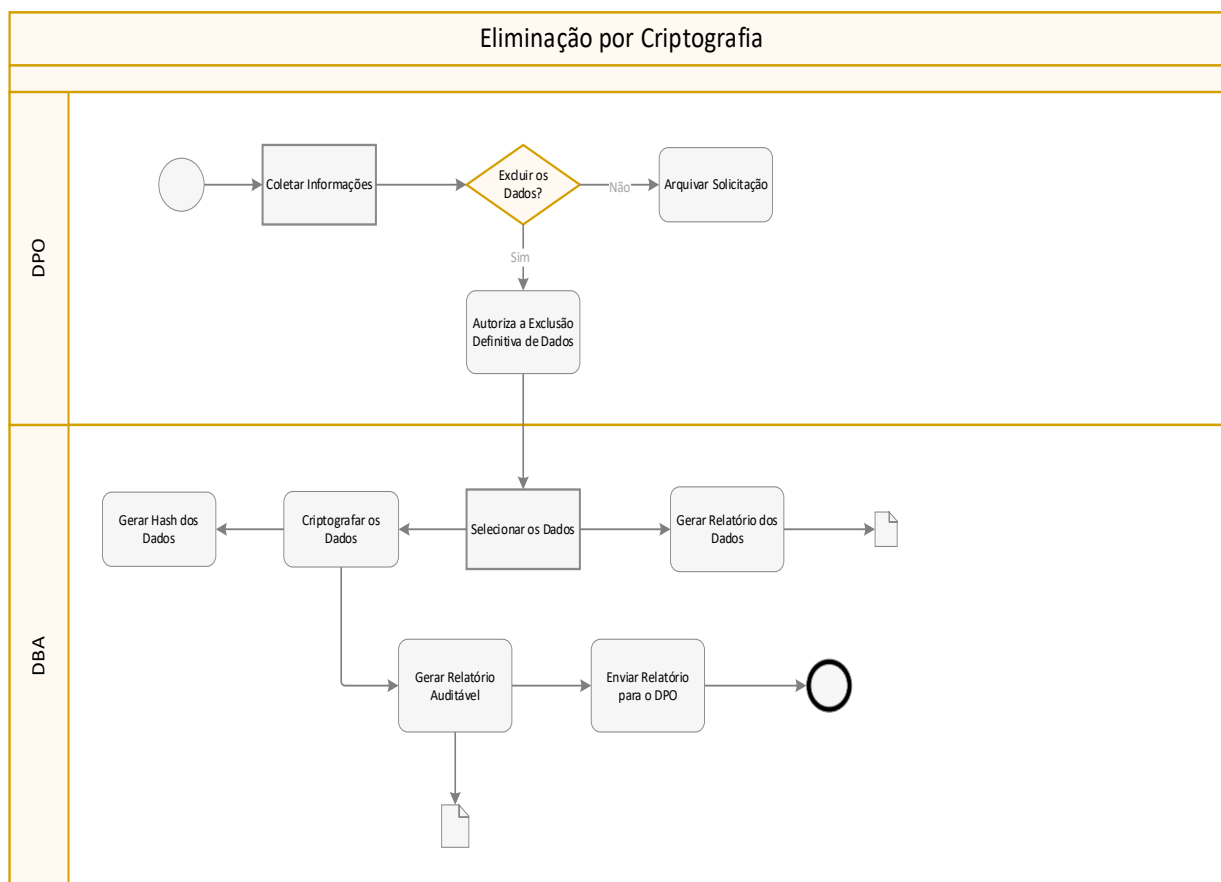 Eliminação por Criptografia
DPO
Coletar Informações
Excluir os
Dados?
Não
Arquivar Solicitação
Sim
Autoriza a Exclusão
Definitiva de Dados
DBA
Gerar Hash dos
Dados
Criptografar os
Dados
Selecionar os Dados
Gerar Relatório dos
Dados
Gerar Relatório
Auditável
Enviar Relatório
para o DPO